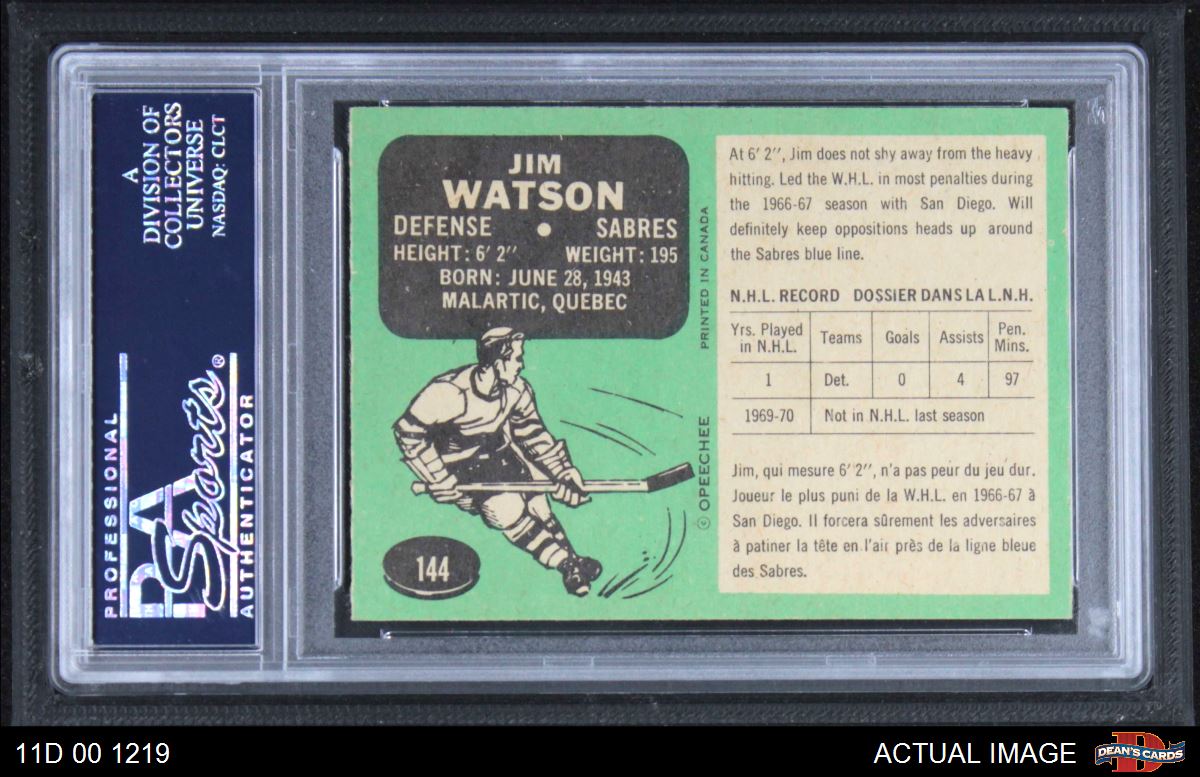 A
DIVISION OF
COLLECTORS
UNIVERSE
NASDAQ: CLCT
PROFESSIONAL
PSA
Sports®
AUTHENTICATOR
JIM
WATSON
DEFENSE • SABRES
HEIGHT: 6' 2'' WEIGHT: 195
BORN: JUNE 28, 1943
MALARTIC, QUEBEC
144
© OPEECHEE PRINTED IN CANADA
At 6' 2'', Jim does not shy away from the heavy
hitting. Led the W.H.L. in most penalties during
the 1966-67 season with San Diego. Will
definitely keep oppositions heads up around
the Sabres blue line.
N.H.L. RECORD DOSSIER DANS LA L.N.H.
Yrs. Played in N.H.L. Teams Goals Assists Pen. Mins.
1 Det. 0 4 97
1969-70 Not in N.H.L. last season
Jim, qui mesure 6' 2'', n'a pas peur du jeu dur.
Joueur le plus puni de la W.H.L. en 1966-67 à
San Diego. Il forcera sûrement les adversaires
à patiner la tête en l'air près de la ligne bleue
des Sabres.
11D 00 1219
ACTUAL IMAGE
DEAN'S CARDS